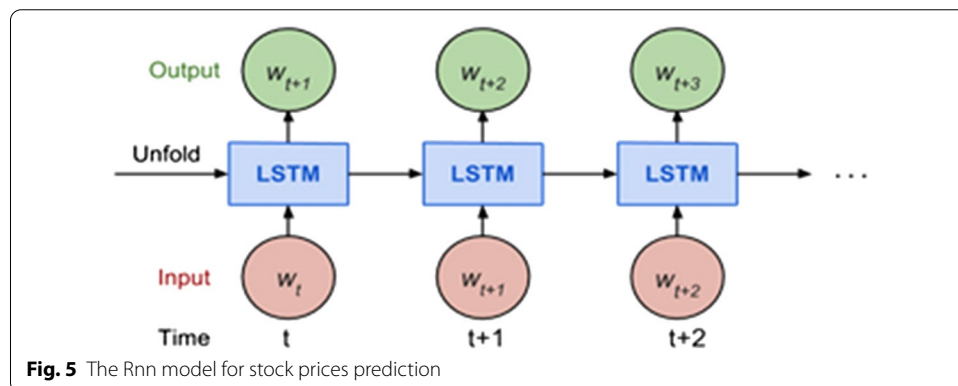 Output w_{t+1} w_{t+2} w_{t+3}
Unfold LSTM LSTM LSTM ...
Input w_t w_{t+1} w_{t+2}
Time t t+1 t+2
Fig. 5 The Rnn model for stock prices prediction